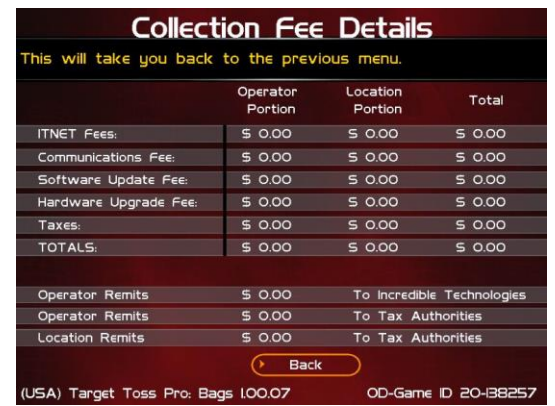 Collection Fee Details
This will take you back to the previous menu.
Operator Portion Location Portion Total
ITNET Fees: $ 0.00 $ 0.00 $ 0.00
Communications Fee: $ 0.00 $ 0.00 $ 0.00
Software Update Fee: $ 0.00 $ 0.00 $ 0.00
Hardware Upgrade Fee: $ 0.00 $ 0.00 $ 0.00
Taxes: $ 0.00 $ 0.00 $ 0.00
TOTALS: $ 0.00 $ 0.00 $ 0.00
Operator Remits $ 0.00 To Incredible Technologies
Operator Remits $ 0.00 To Tax Authorities
Location Remits $ 0.00 To Tax Authorities
Back
(USA) Target Toss Pro: Bags 1.00.07 OD-Game ID 20-138257